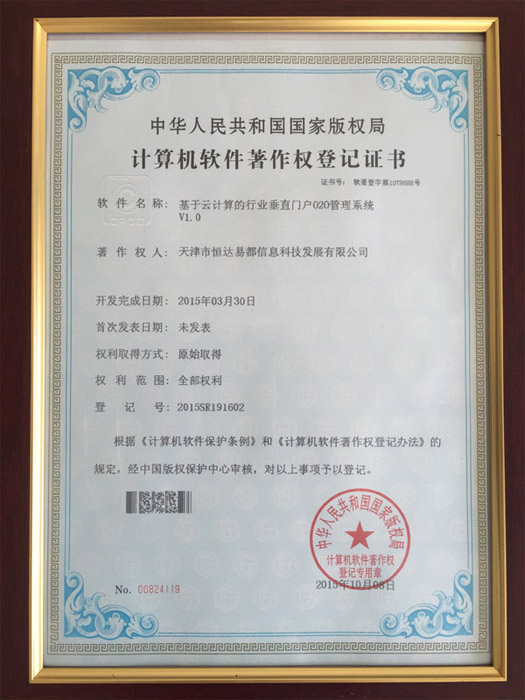 中华人民共和国国家版权局
计算机软件著作权登记证书
证书号： 软著登字第1078688号
软件名称： 基于云计算的行业垂直门户O2O管理系统
V1.0
著作权人： 天津市恒达易都信息科技发展有限公司
开发完成日期： 2015年03月30日
首次发表日期： 未发表
权利取得方式： 原始取得
权利范围： 全部权利
登记号： 2015SR191602
根据《计算机软件保护条例》和《计算机软件著作权登记办法》的
规定，经中国版权保护中心审核，对以上事项予以登记。
中华人民共和国国家版权局
计算机软件著作权
登记专用章
2015年10月08日
No. 00824119